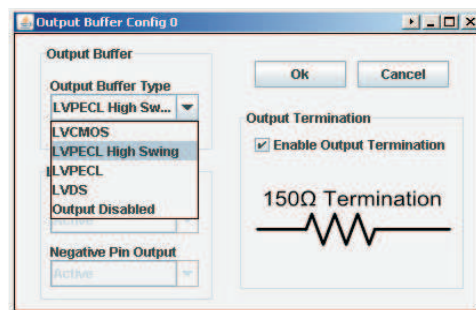 Output Buffer Config 0
Output Buffer
Output Buffer Type
LVPECL High Sw...
LVCMOS
LVPECL High Swing
LVPECL
LVDS
Output Disabled
Active
Negative Pin Output
Active
Ok
Cancel
Output Termination
Enable Output Termination
150Ω Termination